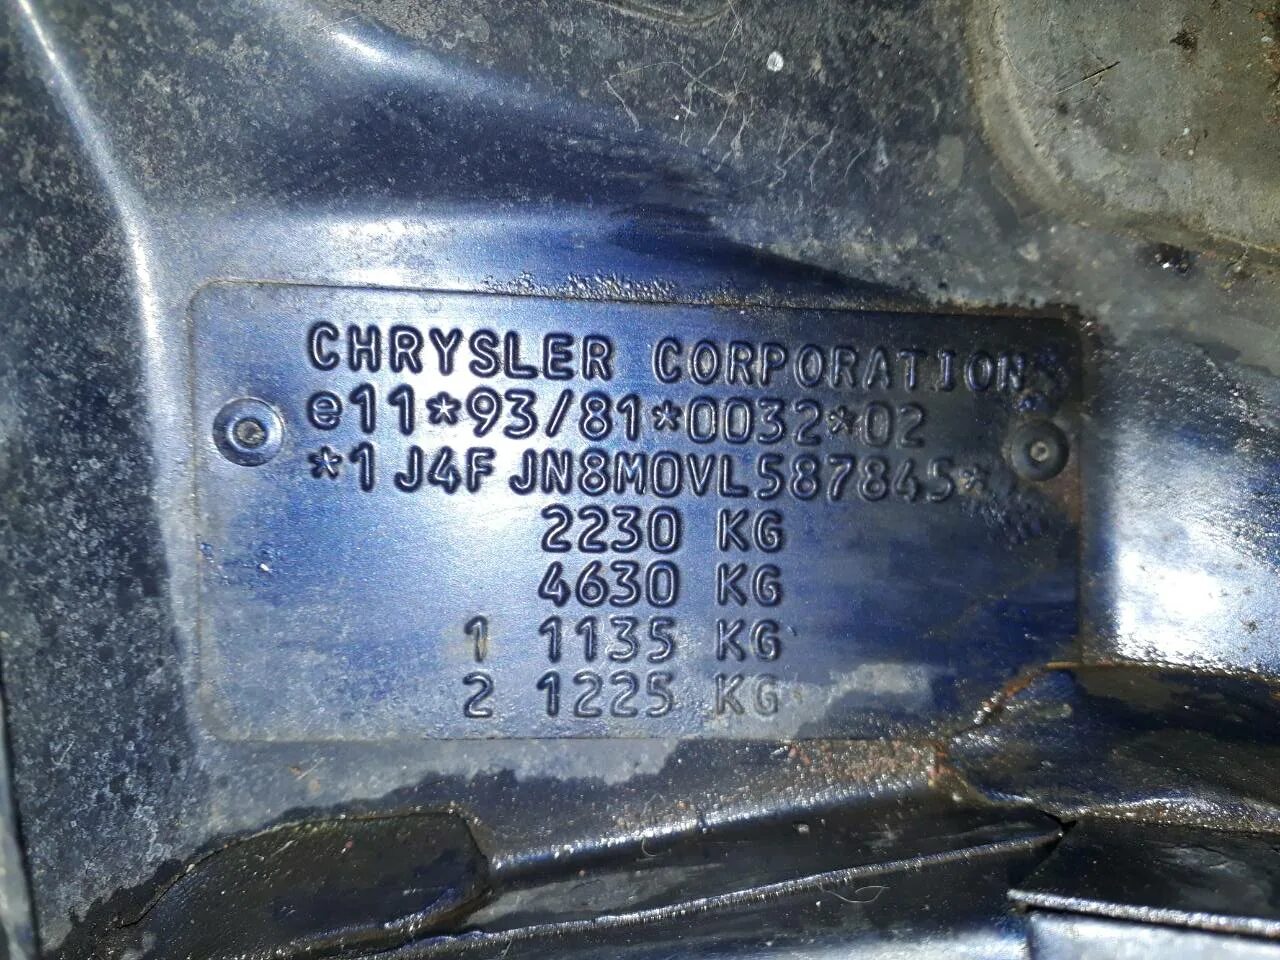 CHRYSLER CORPORATION
e11*93/81*0032*02
*1J4FJN8M0VL587845*
2230 KG
4630 KG
1 1135 KG
2 1225 KG